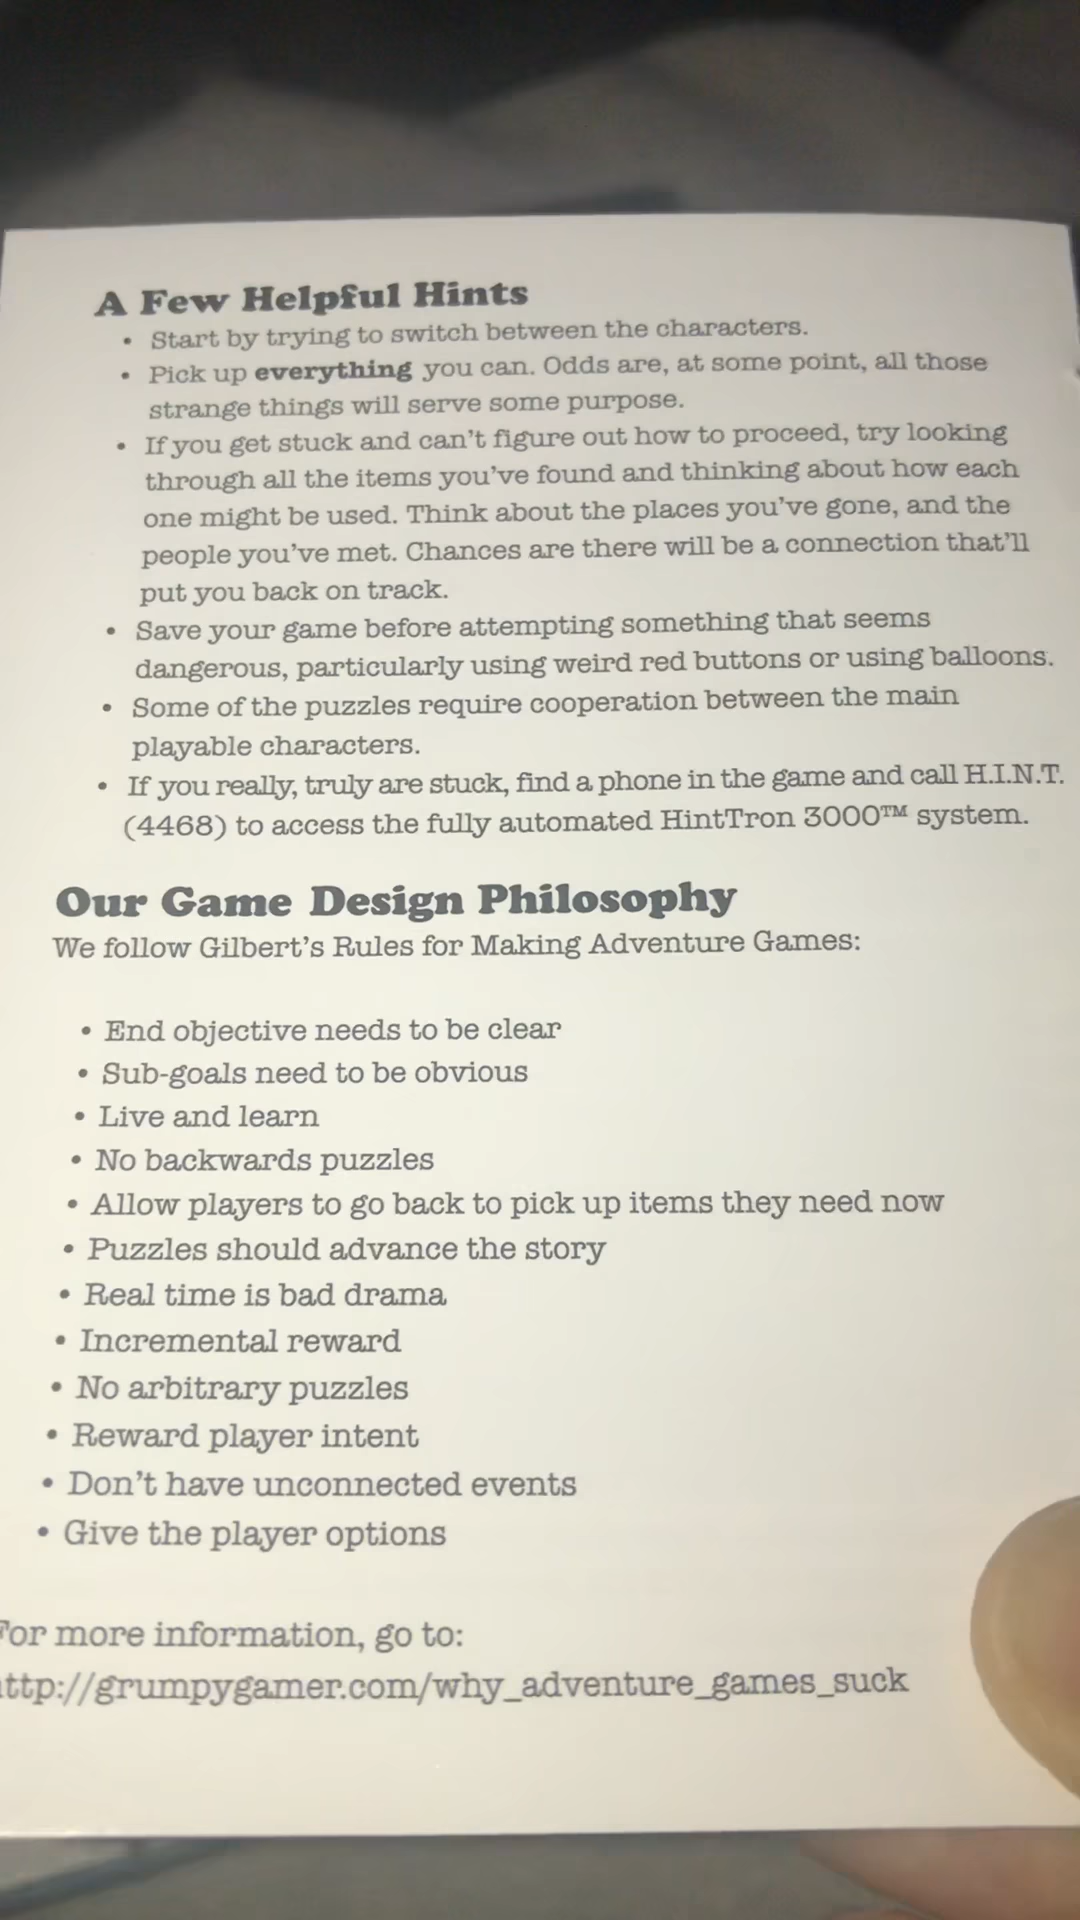 A Few Helpful Hints
• Start by trying to switch between the characters.
• Pick up everything you can. Odds are, at some point, all those
strange things will serve some purpose.
• If you get stuck and can't figure out how to proceed, try looking
through all the items you've found and thinking about how each
one might be used. Think about the places you've gone, and the
people you've met. Chances are there will be a connection that'll
put you back on track.
• Save your game before attempting something that seems
dangerous, particularly using weird red buttons or using balloons.
• Some of the puzzles require cooperation between the main
playable characters.
• If you really, truly are stuck, find a phone in the game and call H.I.N.T.
(4468) to access the fully automated HintTron 3000™ system.
Our Game Design Philosophy
We follow Gilbert's Rules for Making Adventure Games:
• End objective needs to be clear
• Sub-goals need to be obvious
• Live and learn
• No backwards puzzles
• Allow players to go back to pick up items they need now
• Puzzles should advance the story
• Real time is bad drama
• Incremental reward
• No arbitrary puzzles
• Reward player intent
• Don't have unconnected events
• Give the player options
For more information, go to:
ttp://grumpygamer.com/why_adventure_games_suck